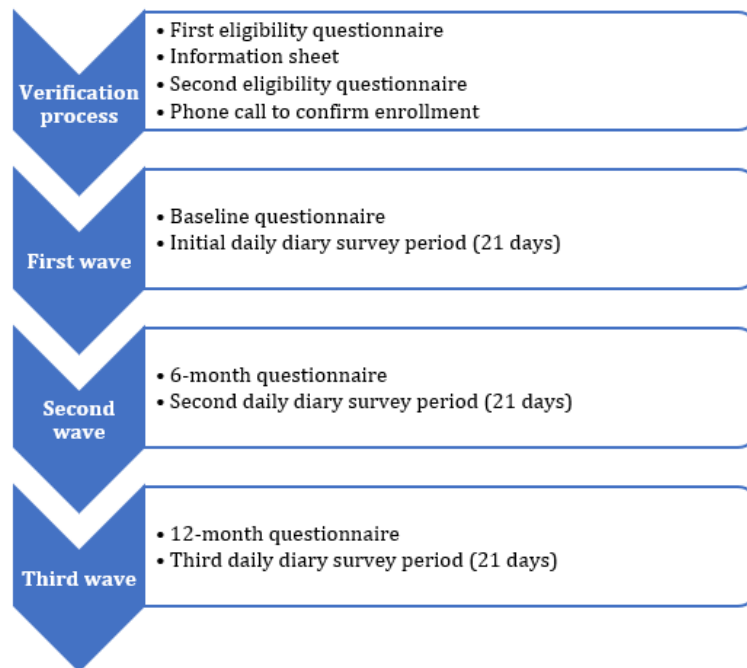 Verification
process
• First eligibility questionnaire
• Information sheet
• Second eligibility questionnaire
• Phone call to confirm enrollment
First wave
• Baseline questionnaire
• Initial daily diary survey period (21 days)
Second
wave
• 6-month questionnaire
• Second daily diary survey period (21 days)
Third wave
• 12-month questionnaire
• Third daily diary survey period (21 days)